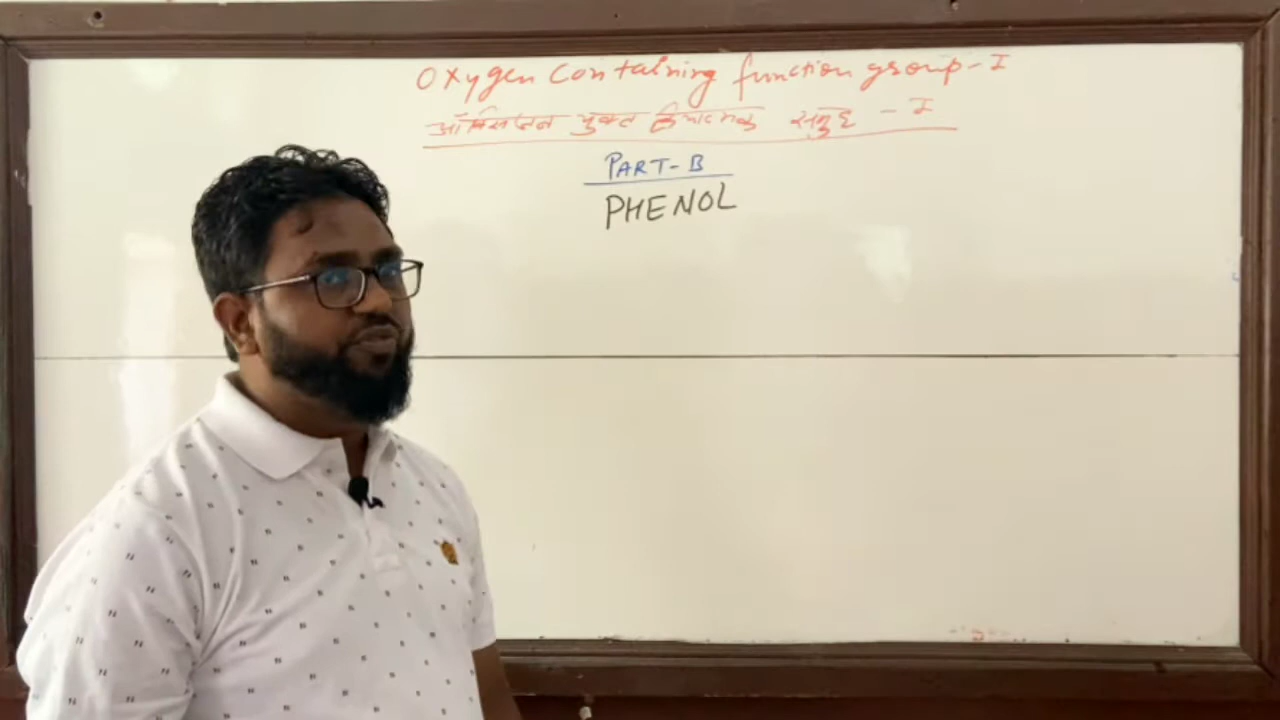 Oxygen containing function group - I
ऑक्सिजन युक्त क्रियात्मक समुह - I
PART-B
PHENOL